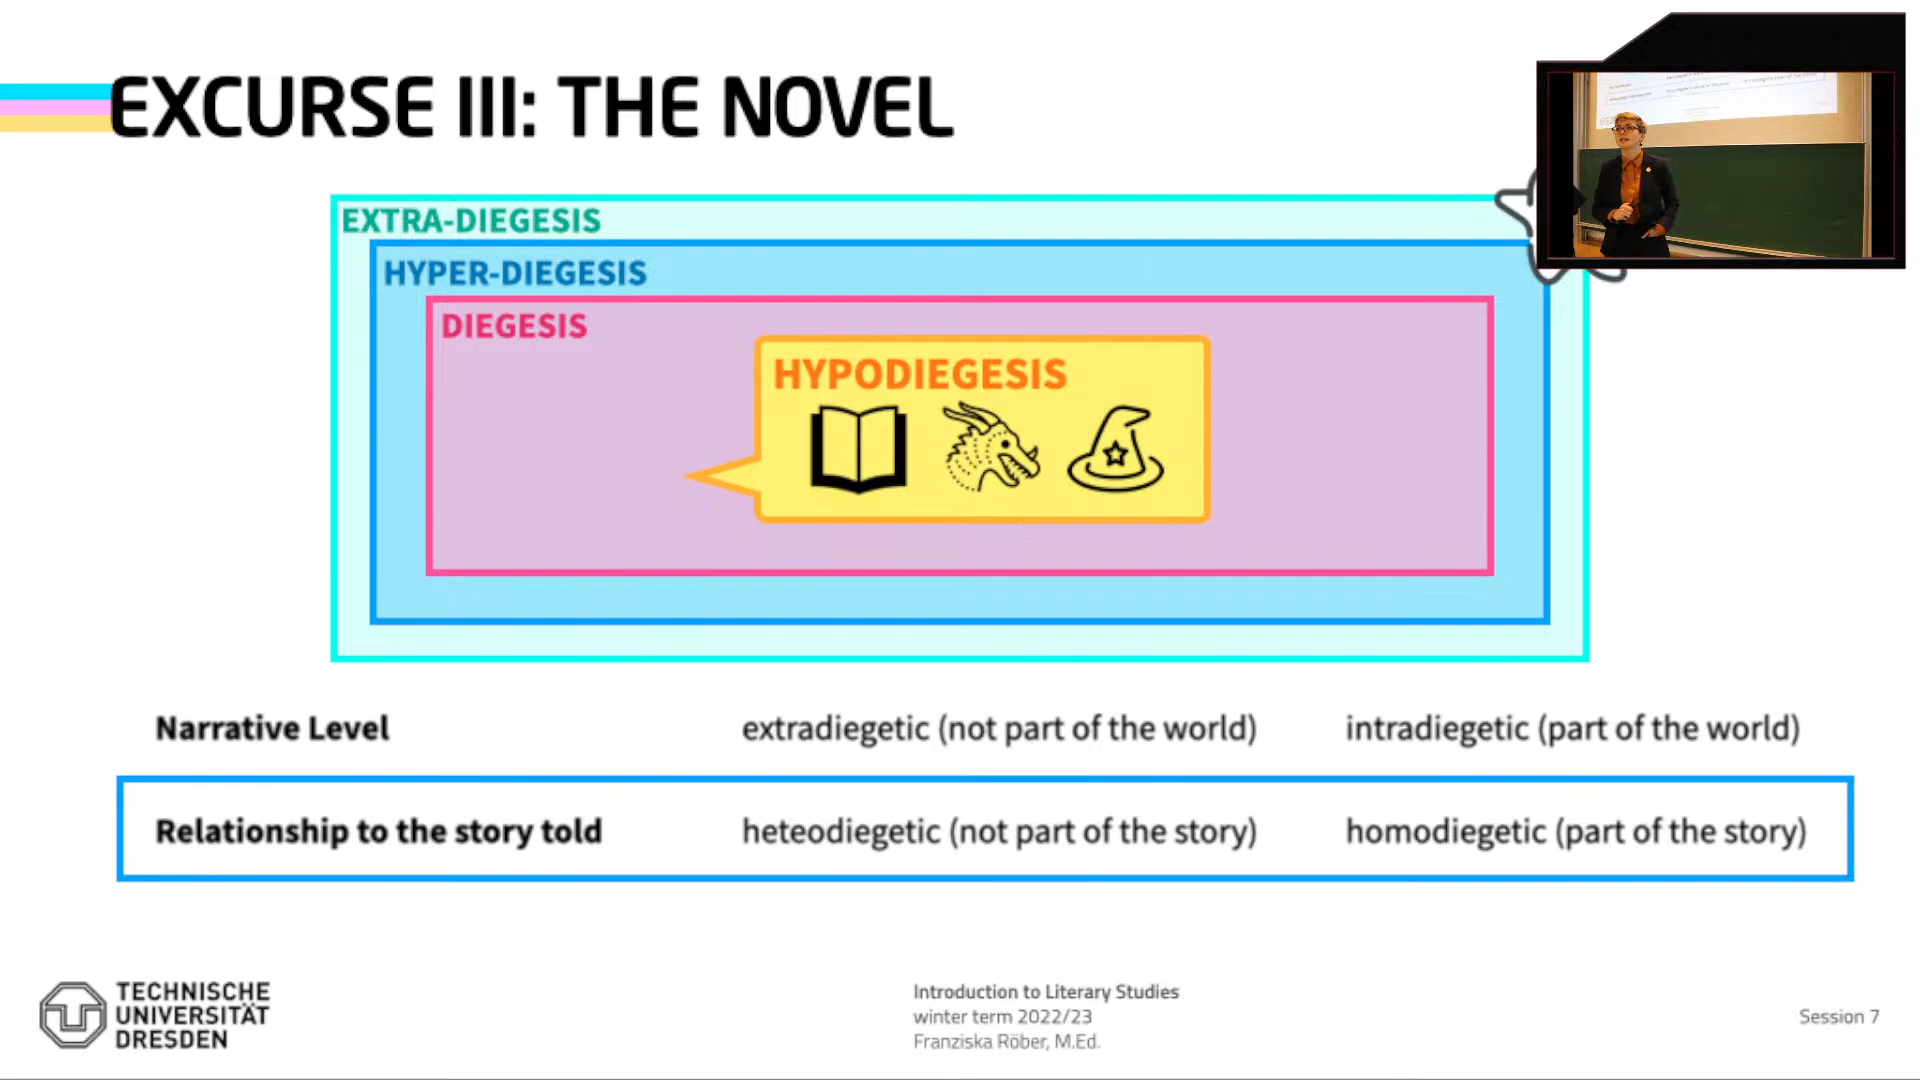 EXCURSE III: THE NOVEL
EXTRA-DIEGESIS
HYPER-DIEGESIS
DIEGESIS
HYPODIEGESIS
Narrative Level extradiegetic (not part of the world) intradiegetic (part of the world)
Relationship to the story told heteodiegetic (not part of the story) homodiegetic (part of the story)
TECHNISCHE
UNIVERSITÄT
DRESDEN
Introduction to Literary Studies
winter term 2022/23
Franziska Röber, M.Ed.
Session 7